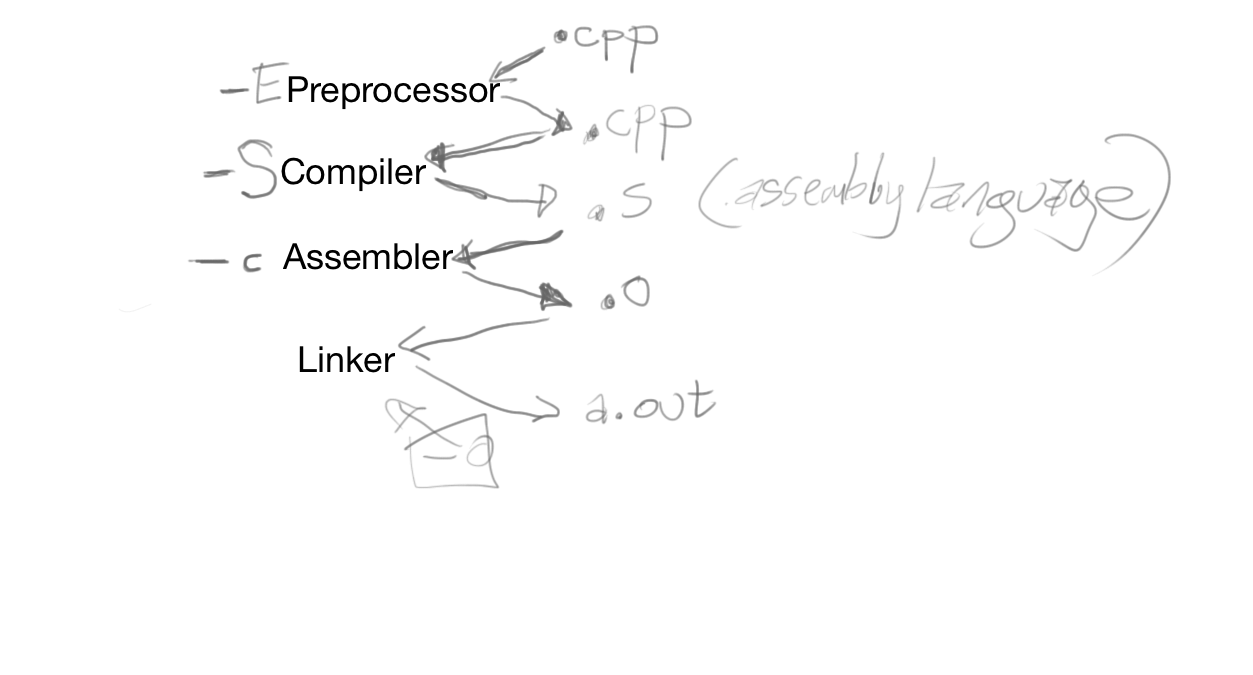 .cpp
-E Preprocessor
.cpp
-S Compiler
.s (assembly language)
-c Assembler
.o
Linker
a.out
-o